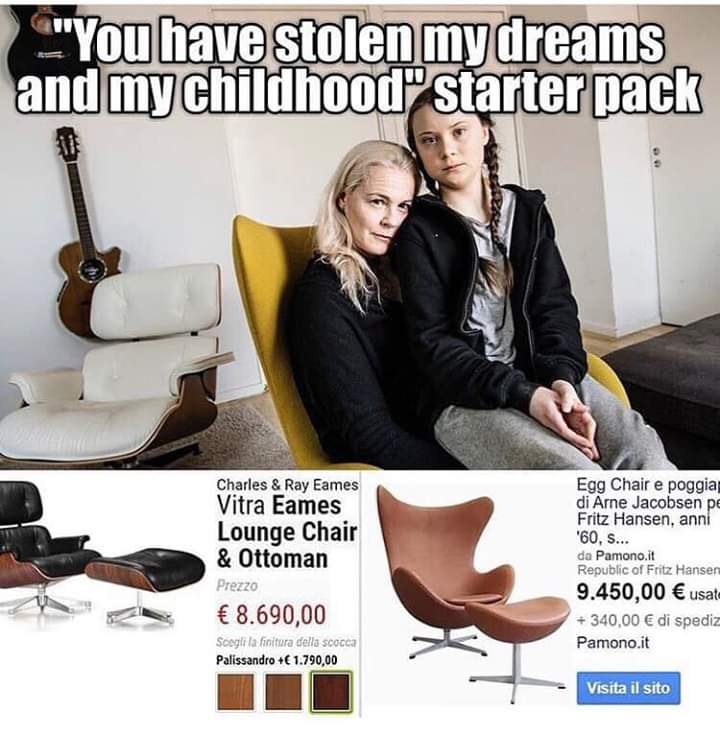 "You have stolen my dreams
and my childhood" starter pack
Charles & Ray Eames
Vitra Eames
Lounge Chair
& Ottoman
Prezzo
€ 8.690,00
Scegli la finitura della scocca
Palissandro +€ 1.790,00
Egg Chair e poggiap
di Arne Jacobsen pe
Fritz Hansen, anni
'60, s...
da Pamono.it
Republic of Fritz Hansen
9.450,00 € usat
+ 340,00 € di spediz
Pamono.it
Visita il sito